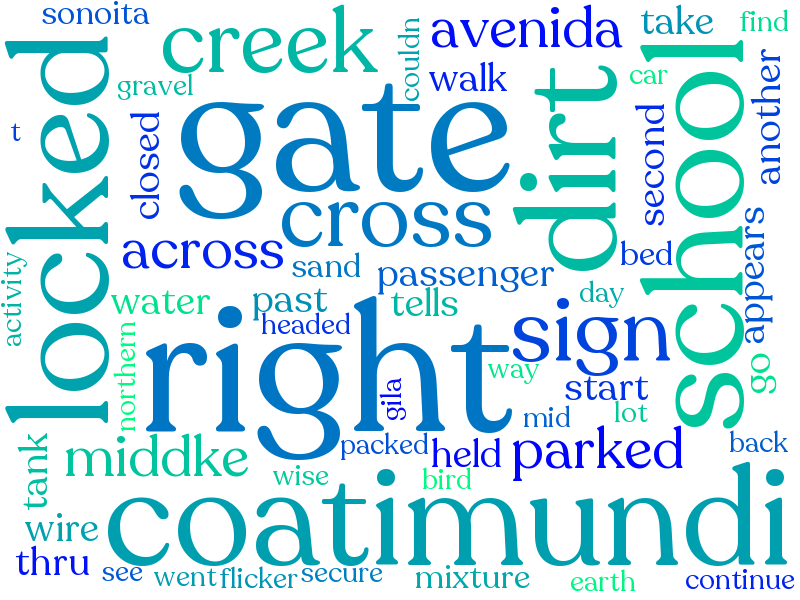 sonoita
creek
couldn
avenida
take
find
gravel
walk
car
another
locked
t
closed
gate
dirt
second
school
cross
across
sand
passenger
bed
appears
activity
water
past
tells
day
headed
sign
northern
right
way
go
gila
start
mid
lot
middke
packed
held
parked
back
tank
wise
bird
wire
coatimundi
thru
see
went
flicker
secure
mixture
earth
continue